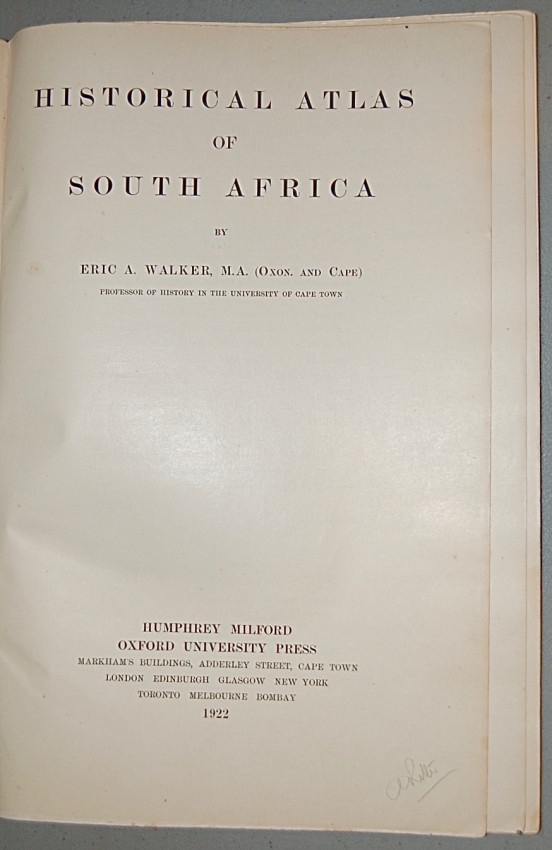 HISTORICAL ATLAS
OF
SOUTH AFRICA
BY
ERIC A. WALKER, M.A. (OXON. AND CAPE)
PROFESSOR OF HISTORY IN THE UNIVERSITY OF CAPE TOWN
HUMPHREY MILFORD
OXFORD UNIVERSITY PRESS
MARKHAM'S BUILDINGS, ADDERLEY STREET, CAPE TOWN
LONDON EDINBURGH GLASGOW NEW YORK
TORONTO MELBOURNE BOMBAY
1922